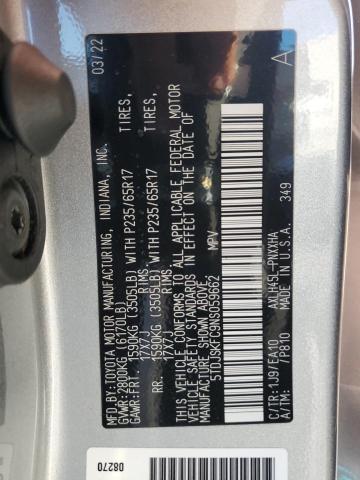 03/22
MFD. BY: TOYOTA MOTOR MANUFACTURING, INDIANA, INC.
GVWR: 2800KG (6170LB)
GAWR: FRT. 1590KG (3505LB) WITH P235/65R17 TIRES,
17X7J RIMS
RR. 1590KG (3505LB) WITH P235/65R17 TIRES,
17X7J RIMS
THIS VEHICLE CONFORMS TO ALL APPLICABLE FEDERAL MOTOR
VEHICLE SAFETY STANDARDS IN EFFECT ON THE DATE OF
MANUFACTURE SHOWN ABOVE.
5TDJSKFC9NS059662 MPV
C/TR: 1J9/EA10 AXLH45L-PNXXHA
A/TM: /P810 MADE IN U.S.A. 349
A
08270